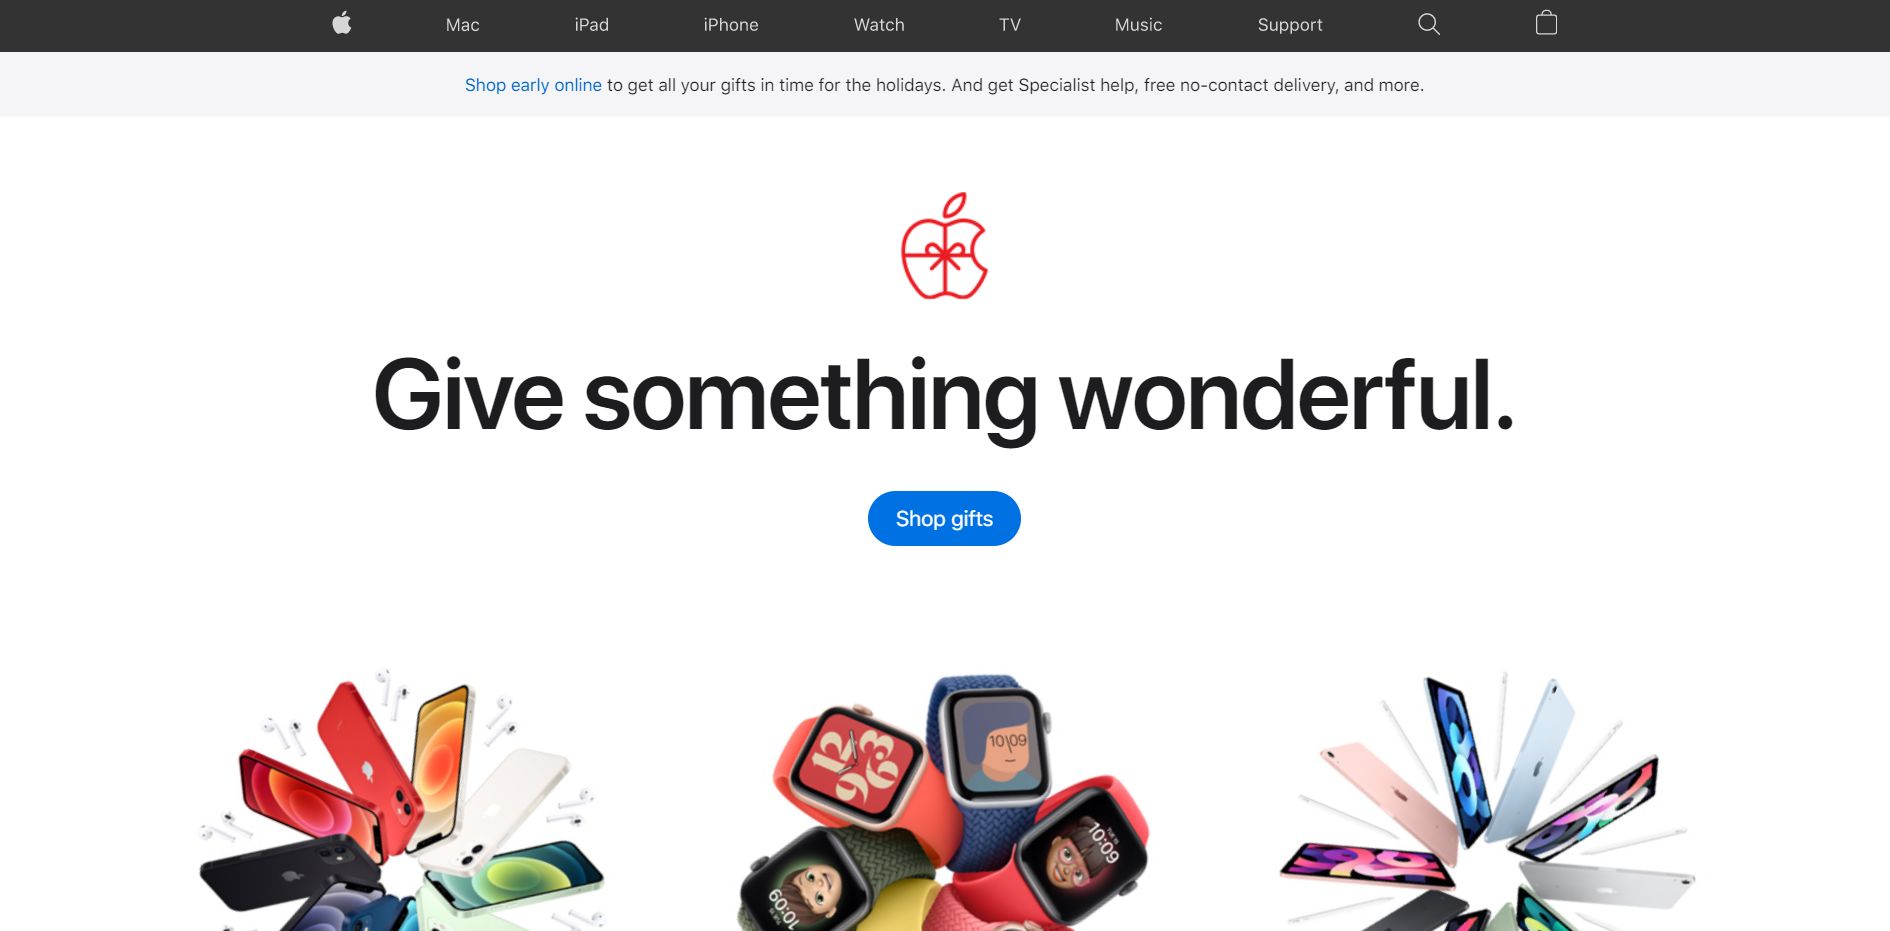 Mac iPad iPhone Watch TV Music Support
Shop early online to get all your gifts in time for the holidays. And get Specialist help, free no-contact delivery, and more.
Give something wonderful.
Shop gifts
10|09
12
9 3
6
TUE 15
10:09
10:09